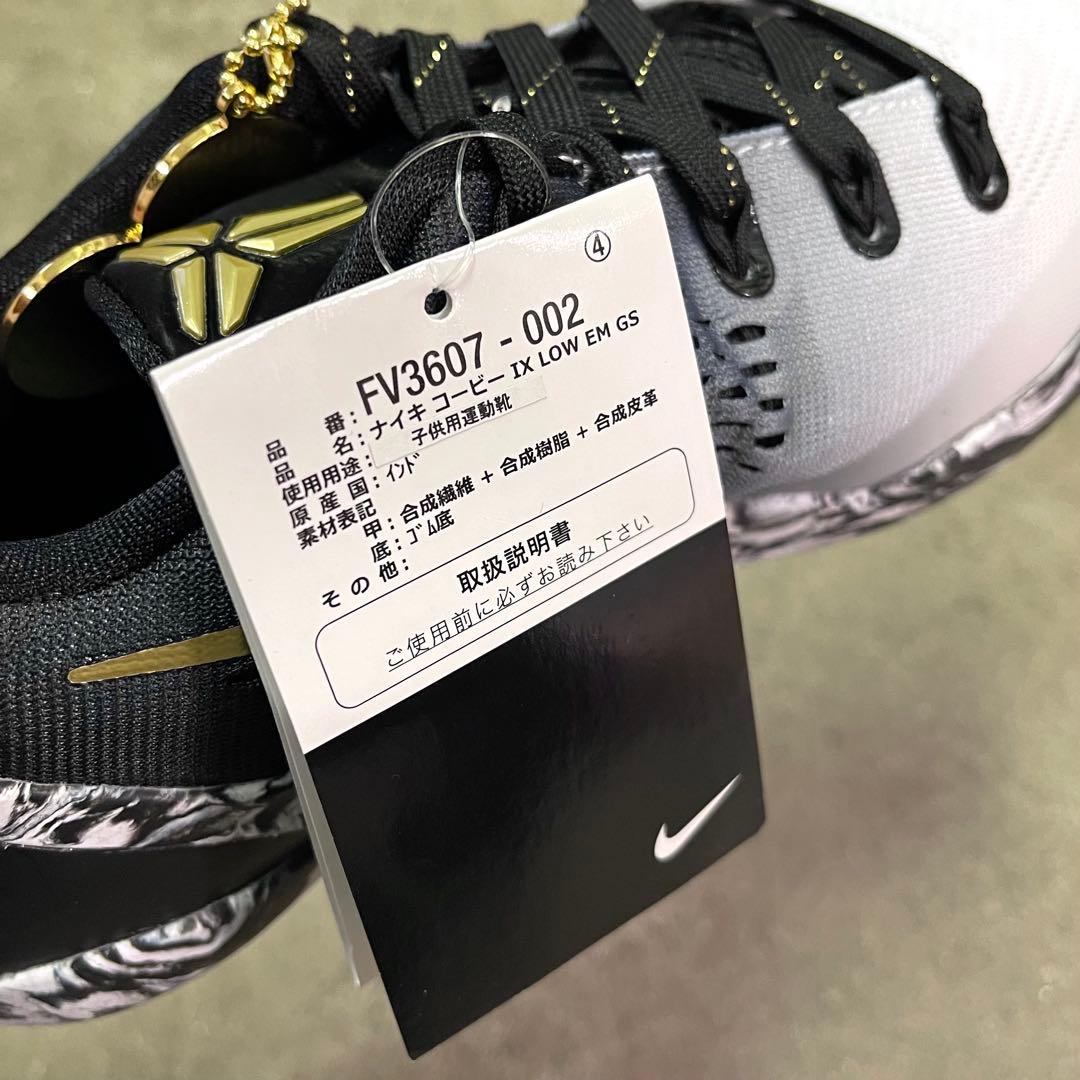 ④
品番:FV3607 - 002
品名:ナイキ コービー IX LOW EM GS
使用用途:子供用運動靴
原産国:インド
素材表記
甲:合成繊維 + 合成樹脂 + 合成皮革
底:ゴム底
その他:
取扱説明書
ご使用前に必ずお読み下さい